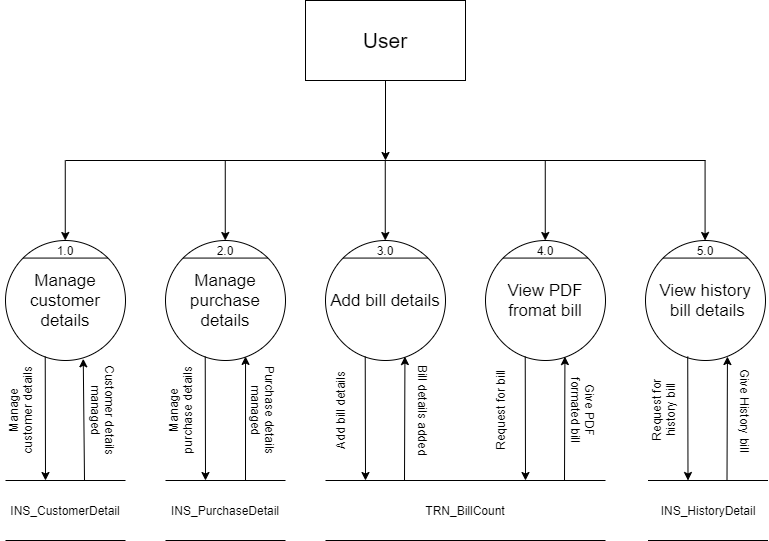 User
1.0
Manage
customer
details
2.0
Manage
purchase
details
3.0
Add bill details
4.0
View PDF
fromat bill
5.0
View history
bill details
Manage
customer details
Customer details
managed
Manage
purchase details
Purchase details
managed
Add bill details
Bill details added
Request for bill
Give PDF
formated bill
Request for
history bill
Give History bill
INS_CustomerDetail
INS_PurchaseDetail
TRN_BillCount
INS_HistoryDetail